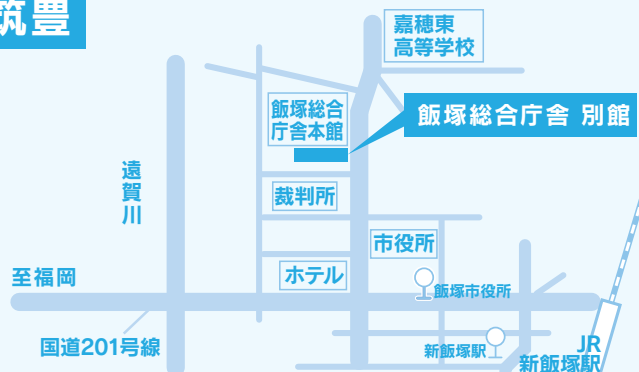 筑豊
嘉穂東
高等学校
飯塚総合
庁舎本館
飯塚総合庁舎 別館
遠賀川
裁判所
市役所
ホテル
至福岡
飯塚市役所
国道201号線
新飯塚駅
JR
新飯塚駅